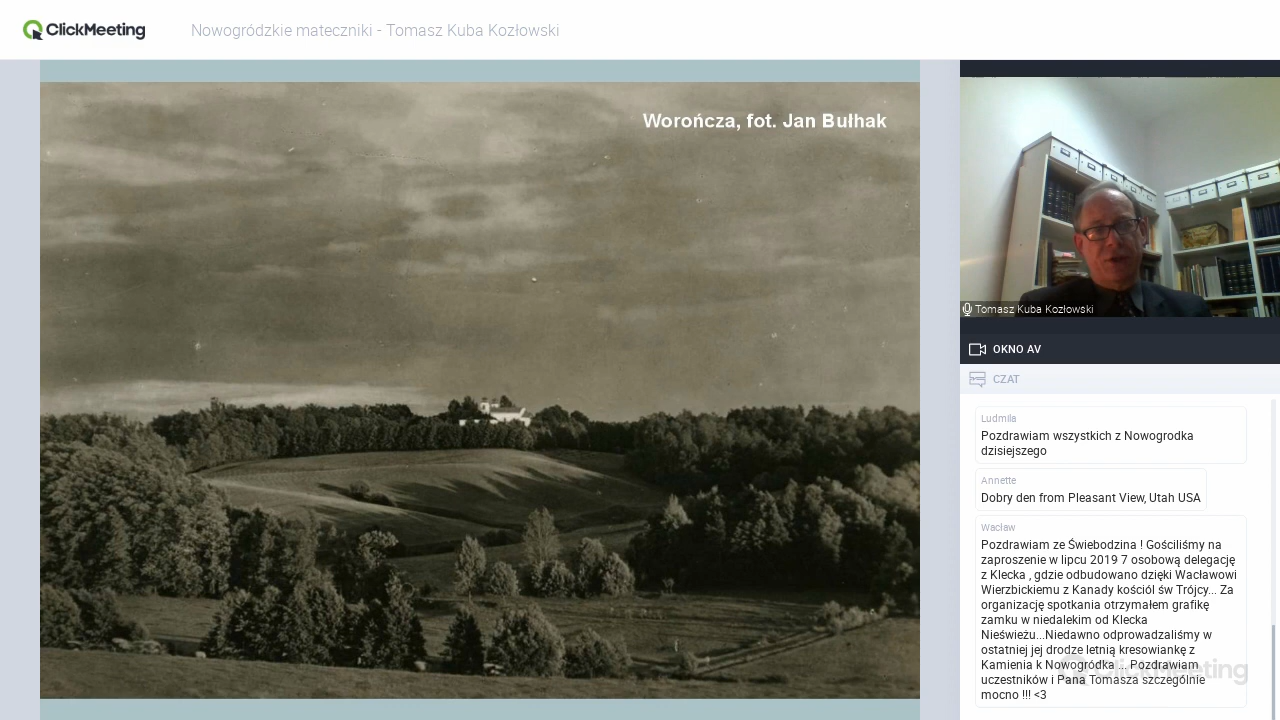 ClickMeeting
Nowogródzkie mateczniki - Tomasz Kuba Kozłowski
Worończa, fot. Jan Bułhak
Tomasz Kuba Kozłowski
OKNO AV
CZAT
Ludmila
Pozdrawiam wszystkich z Nowogrodka
dzisiejszego
Annette
Dobry den from Pleasant View, Utah USA
Wacław
Pozdrawiam ze Świebodzina ! Gościliśmy na
zaproszenie w lipcu 2019 7 osobową delegację
z Klecka , gdzie odbudowano dzięki Wacławowi
Wierzbickiemu z Kanady kośćiól św Trójcy... Za
organizację spotkania otrzymałem grafikę
zamku w niedalekim od Klecka
Nieświeżu...Niedawno odprowadzaliśmy w
ostatniej jej drodze letnią kresowiankę z
Kamienia k Nowogródka ... Pozdrawiam
uczestników i Pana Tomasza szczególnie
mocno !!! <3
ClickMeeting